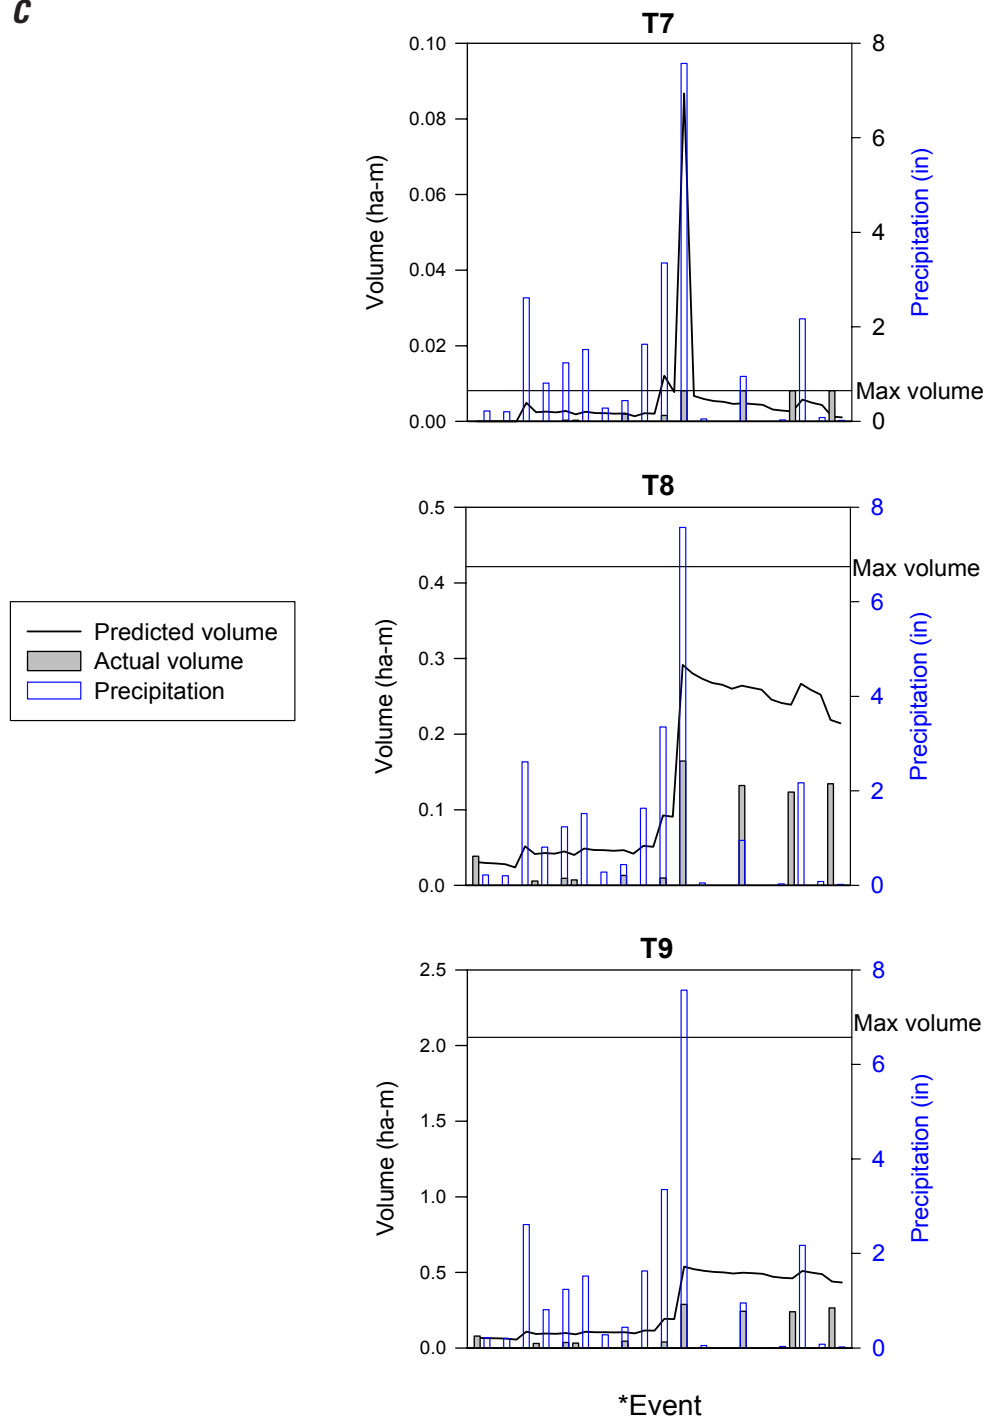 C
T7
0.10
0.08
0.06
0.04
0.02
0.00
Volume (ha-m)
8
6
4
2
0
Precipitation (in)
Max volume
T8
0.5
0.4
0.3
0.2
0.1
0.0
Volume (ha-m)
8
6
4
2
0
Precipitation (in)
Max volume
Predicted volume
Actual volume
Precipitation
T9
2.5
2.0
1.5
1.0
0.5
0.0
Volume (ha-m)
8
6
4
2
0
Precipitation (in)
Max volume
*Event